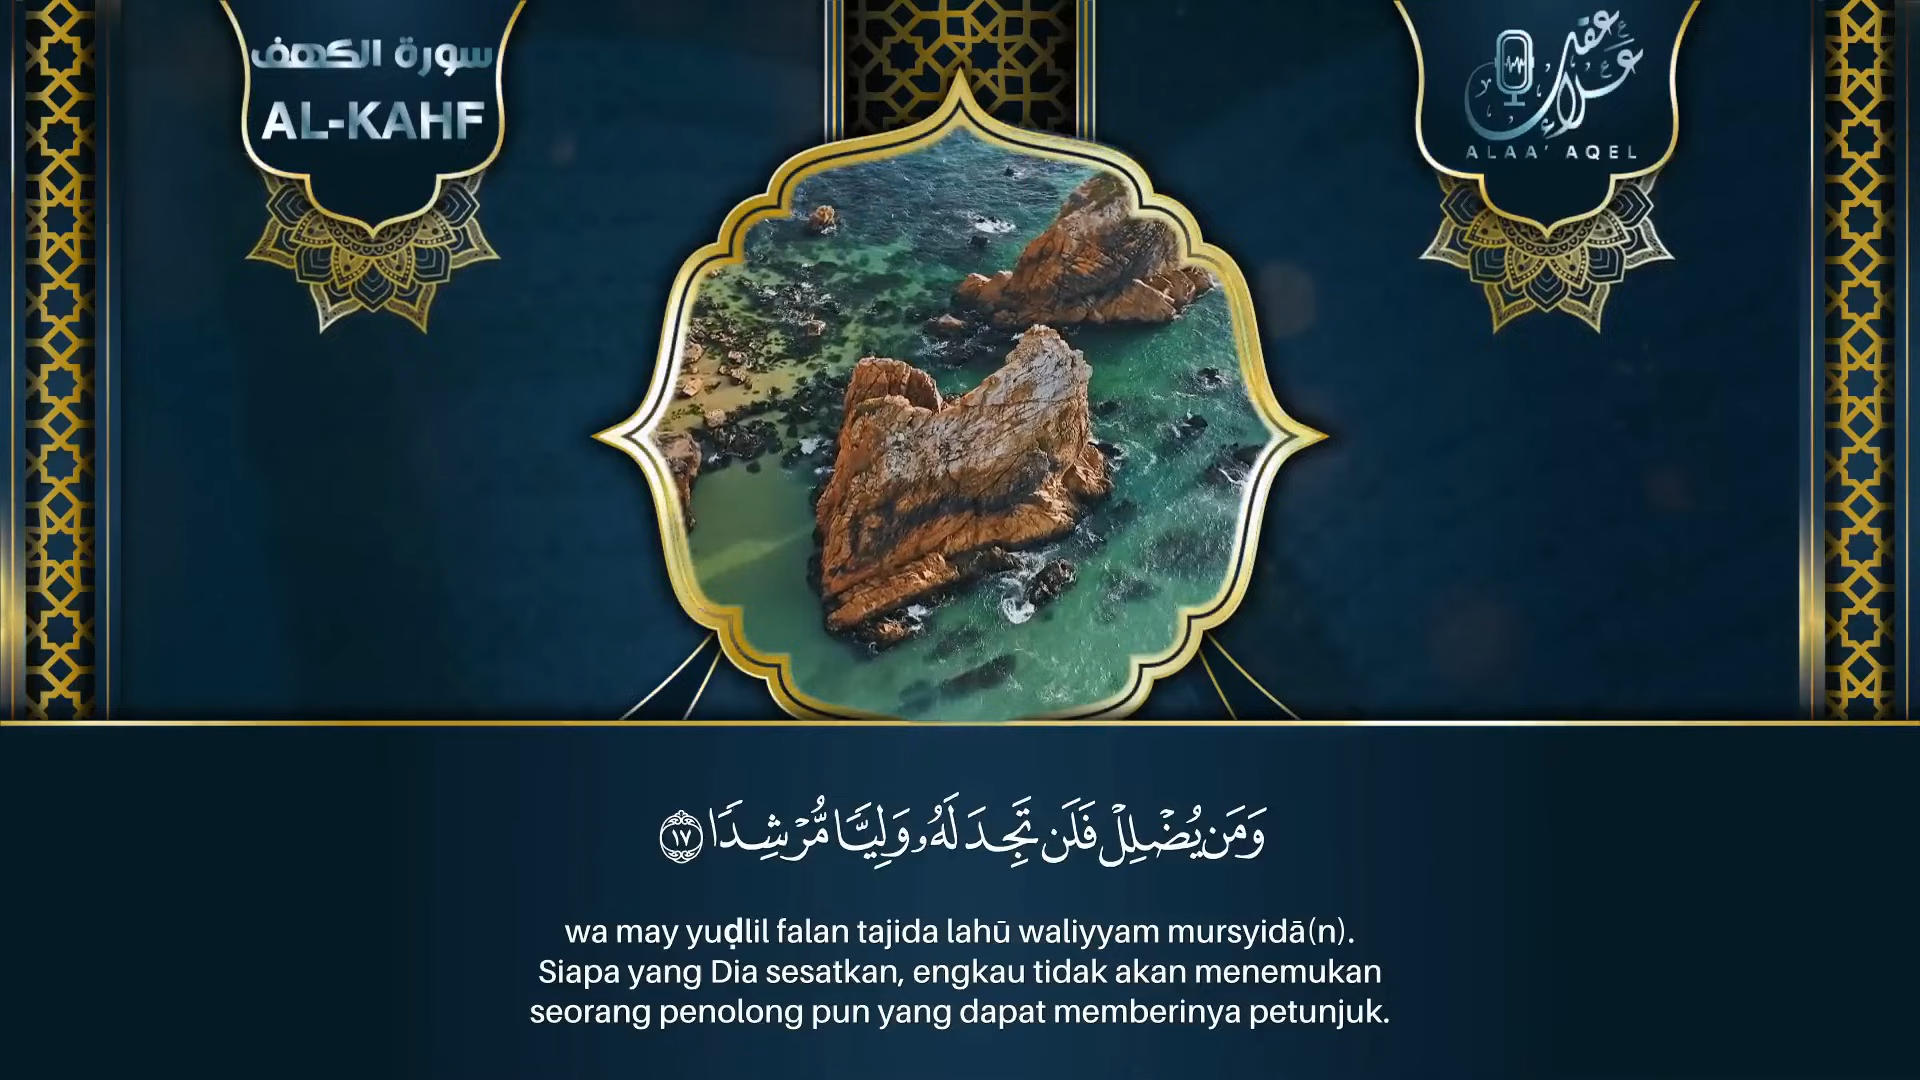 سورة الكهف
AL-KAHF
علاء عقل
ALAA' AQEL
وَمَن يُضْلِلْ فَلَن تَجِدَ لَهُۥ وَلِيًّا مُّرْشِدًا ١٧
wa may yuḍlil falan tajida lahū waliyyam mursyidā(n).
Siapa yang Dia sesatkan, engkau tidak akan menemukan
seorang penolong pun yang dapat memberinya petunjuk.